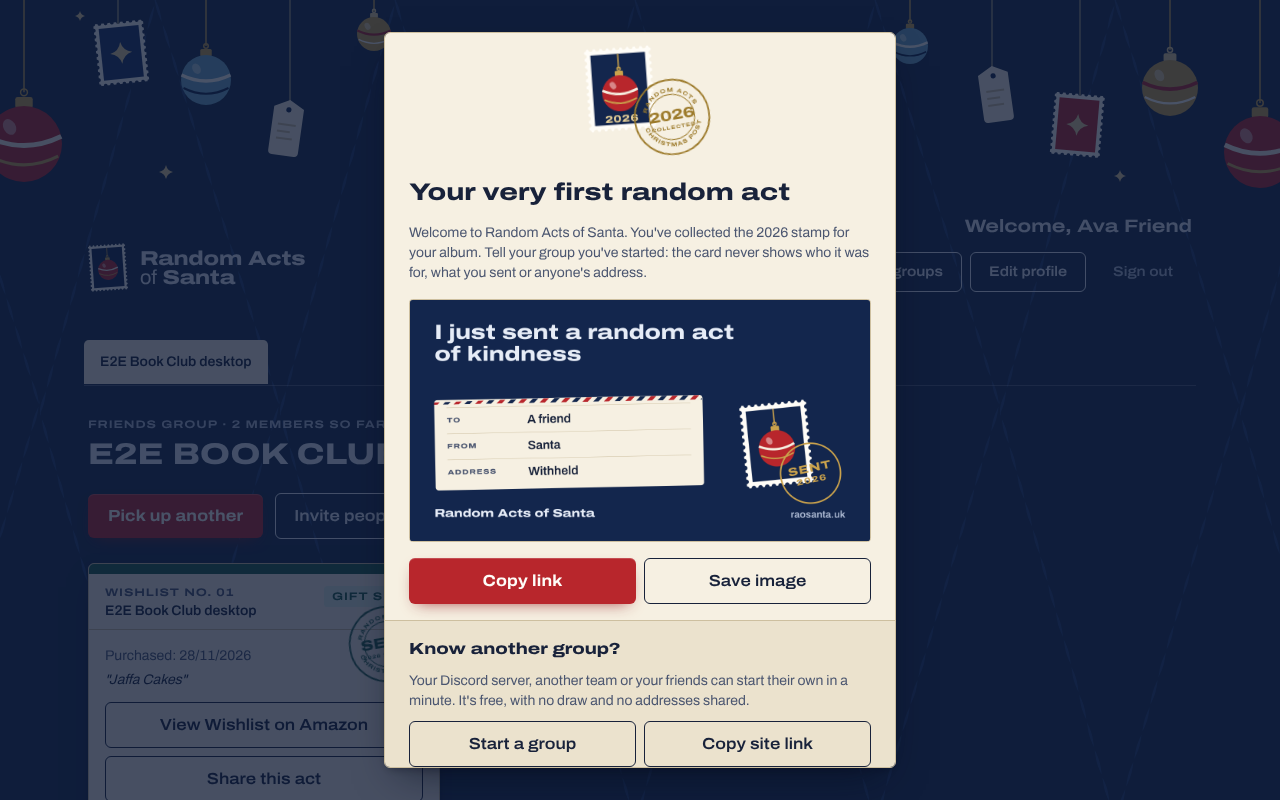 2026
RANDOM ACTS
2026
COLLECTED
CHRISTMAS POST
Your very first random act
Welcome to Random Acts of Santa. You've collected the 2026 stamp for
your album. Tell your group you've started: the card never shows who it was
for, what you sent or anyone's address.
Welcome, Ava Friend
Random Acts
of Santa
groups
Edit profile
Sign out
I just sent a random act
of kindness
E2E Book Club desktop
TO A friend
FROM Santa
ADDRESS Withheld
SENT
2026
Random Acts of Santa
raosanta.uk
FRIENDS GROUP · 2 MEMBERS SO FAR
E2E BOOK CLU
Pick up another
Invite peop
Copy link
Save image
WISHLIST NO. 01
GIFT S
E2E Book Club desktop
Purchased: 28/11/2026
"Jaffa Cakes"
View Wishlist on Amazon
Share this act
Know another group?
Your Discord server, another team or your friends can start their own in a
minute. It's free, with no draw and no addresses shared.
Start a group
Copy site link